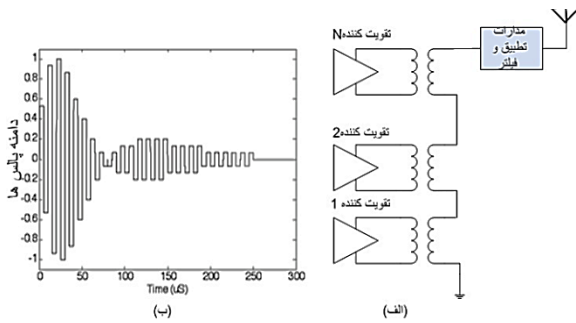 مدارات
تطبیق و
فیلتر
تقویت کنندهN
تقویت کننده2
تقویت کننده 1
(الف)
دامنه پالس ها
1
0.8
0.6
0.4
0.2
0
-0.2
-0.4
-0.6
-0.8
-1
0
50
100
150
200
250
300
Time (uS)
(ب)